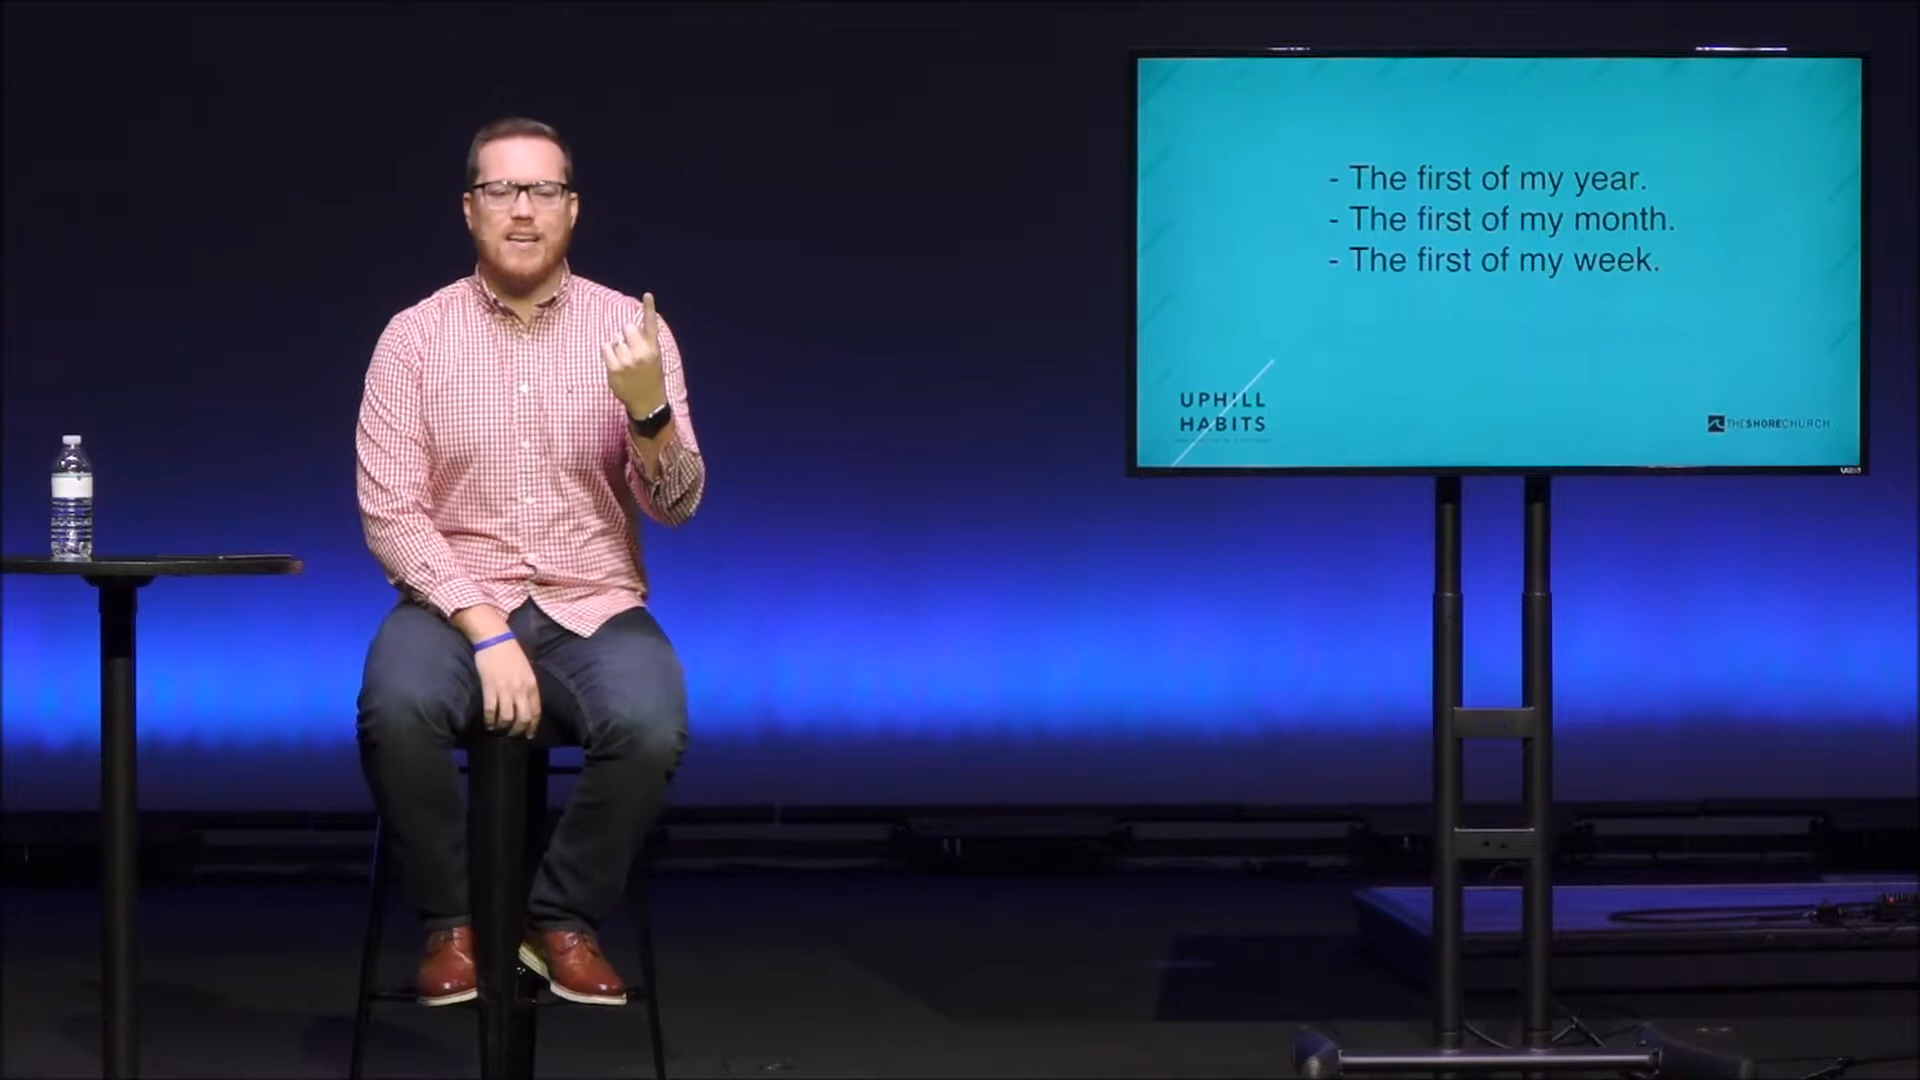 - The first of my year.
- The first of my month.
- The first of my week.
UPHILL
HABITS
THESHORECHURCH